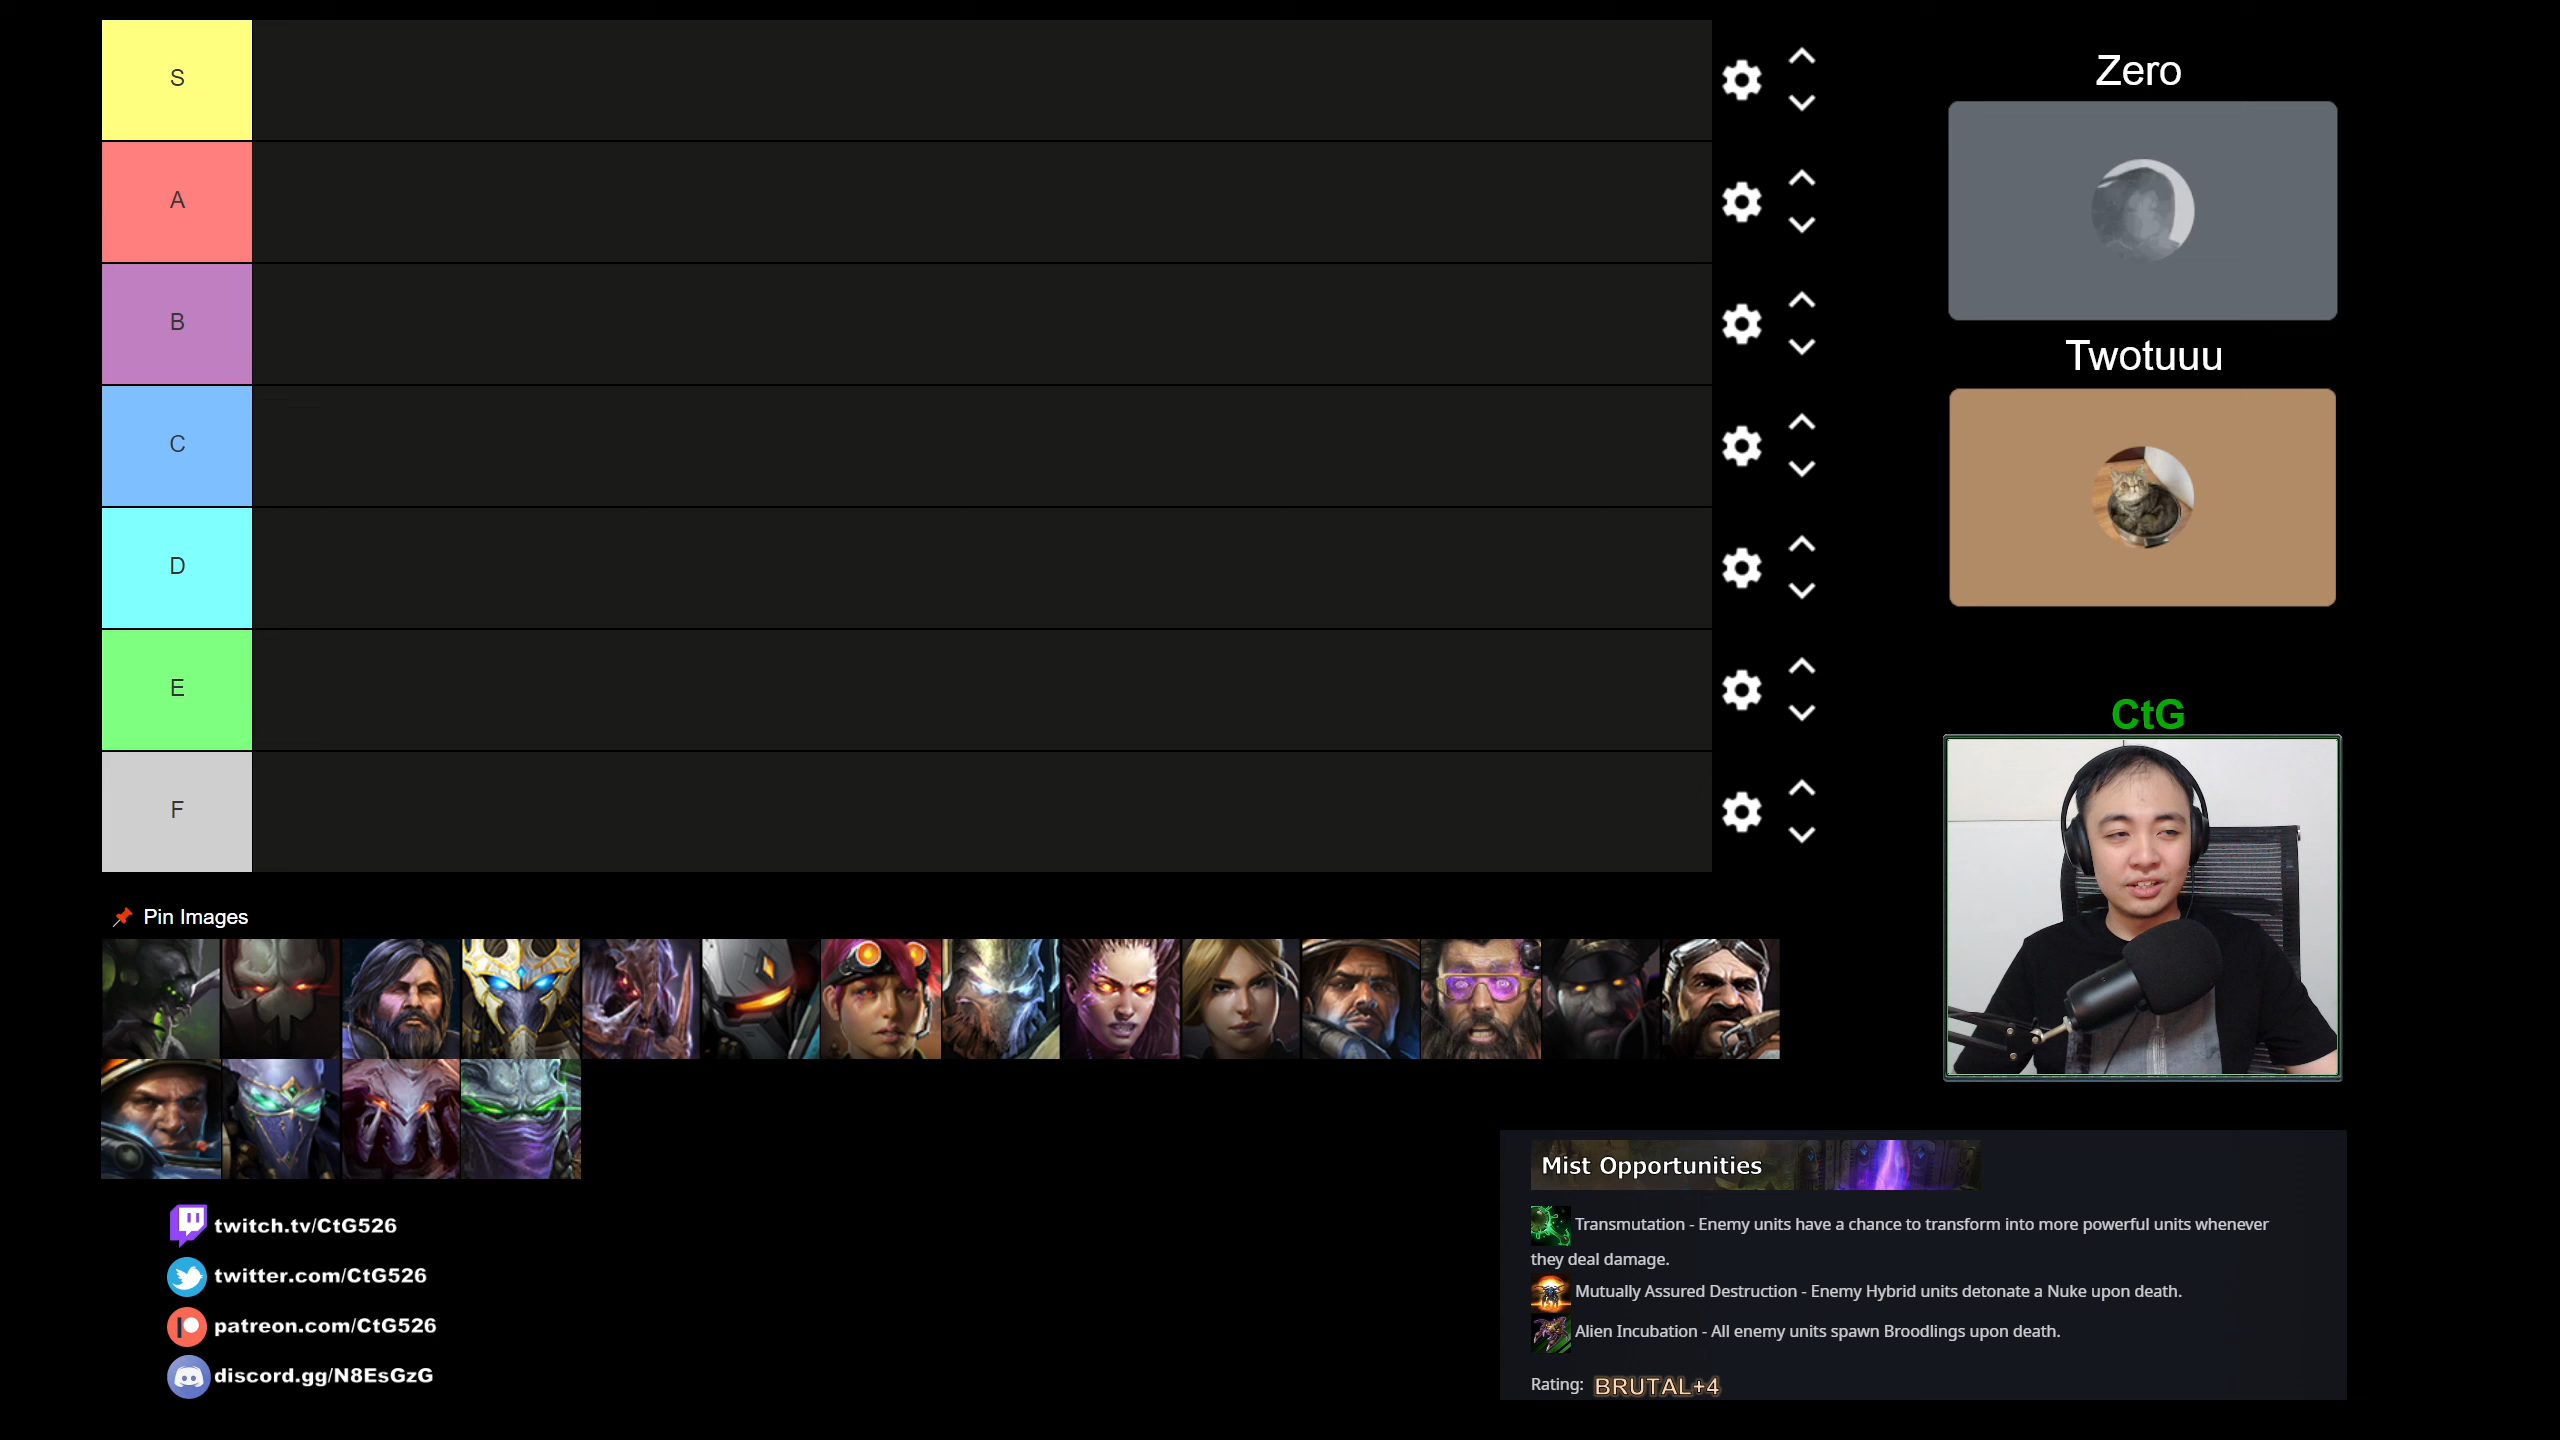 S
A
B
C
D
E
F
Zero
Twotuuu
CtG
Pin Images
twitch.tv/CtG526
twitter.com/CtG526
patreon.com/CtG526
discord.gg/N8EsGzG
Mist Opportunities
Transmutation - Enemy units have a chance to transform into more powerful units whenever
they deal damage.
Mutually Assured Destruction - Enemy Hybrid units detonate a Nuke upon death.
Alien Incubation - All enemy units spawn Broodlings upon death.
Rating: BRUTAL+4